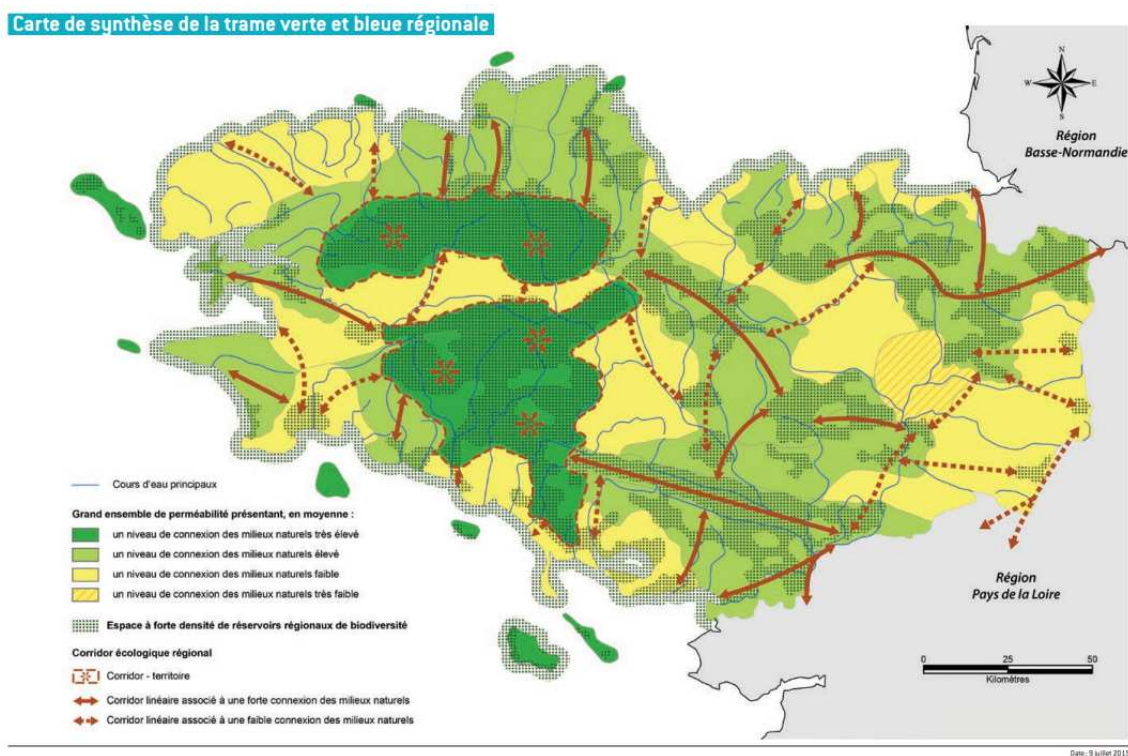 Carte de synthèse de la trame verte et bleue régionale
N
W E
S
Région
Basse-Normandie
Cours d'eau principaux
Grand ensemble de perméabilité présentant, en moyenne :
un niveau de connexion des milieux naturels très élevé
un niveau de connexion des milieux naturels élevé
un niveau de connexion des milieux naturels faible
un niveau de connexion des milieux naturels très faible
Espace à forte densité de réservoirs régionaux de biodiversité
Corridor écologique régional
Corridor - territoire
Corridor linéaire associé à une forte connexion des milieux naturels
Corridor linéaire associé à une faible connexion des milieux naturels
Région
Pays de la Loire
0 25 50
Kilomètres
Date : 9 juillet 2015